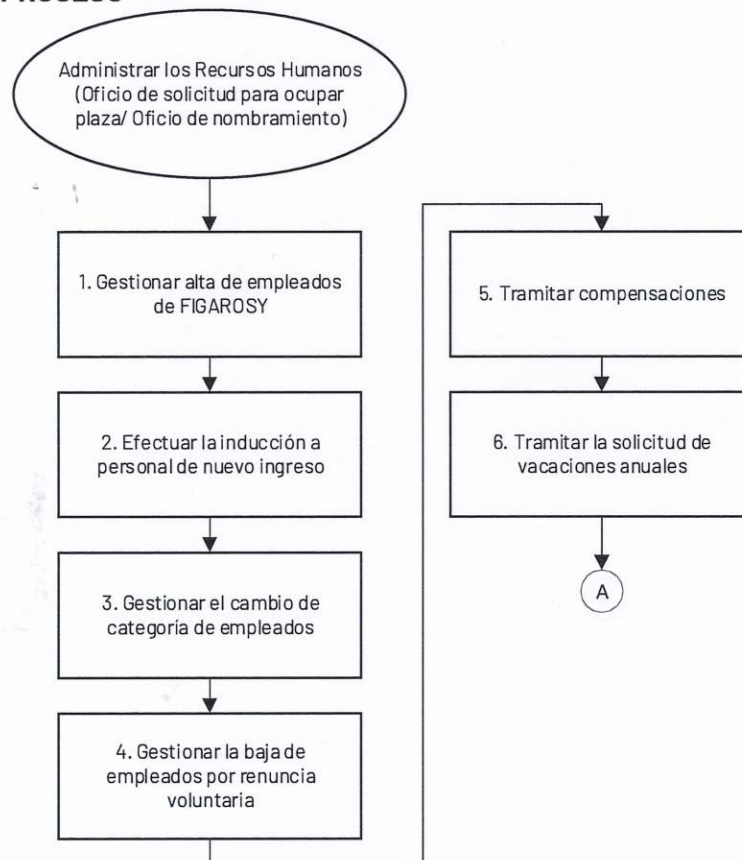 PROCESO
Administrar los Recursos Humanos
(Oficio de solicitud para ocupar
plaza/ Oficio de nombramiento)
1. Gestionar alta de empleados
de FIGAROSY
2. Efectuar la inducción a
personal de nuevo ingreso
3. Gestionar el cambio de
categoría de empleados
4. Gestionar la baja de
empleados por renuncia
voluntaria
5. Tramitar compensaciones
6. Tramitar la solicitud de
vacaciones anuales
A